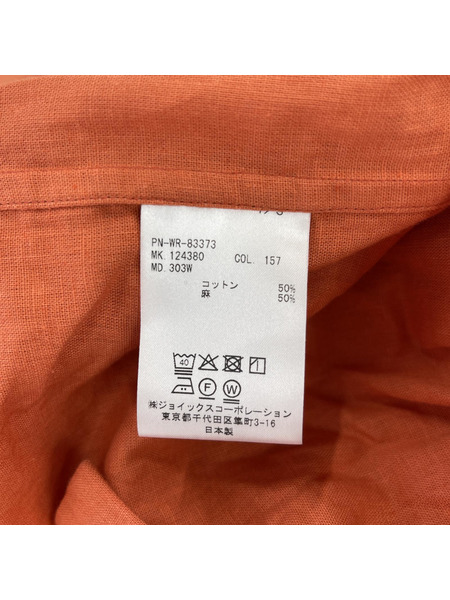 PN-WR-83373
MK. 124380 COL. 157
MD. 303W
コットン 50%
麻 50%
40
F W
㈱ジョイックスコーポレーション
東京都千代田区隼町3-16
日本製